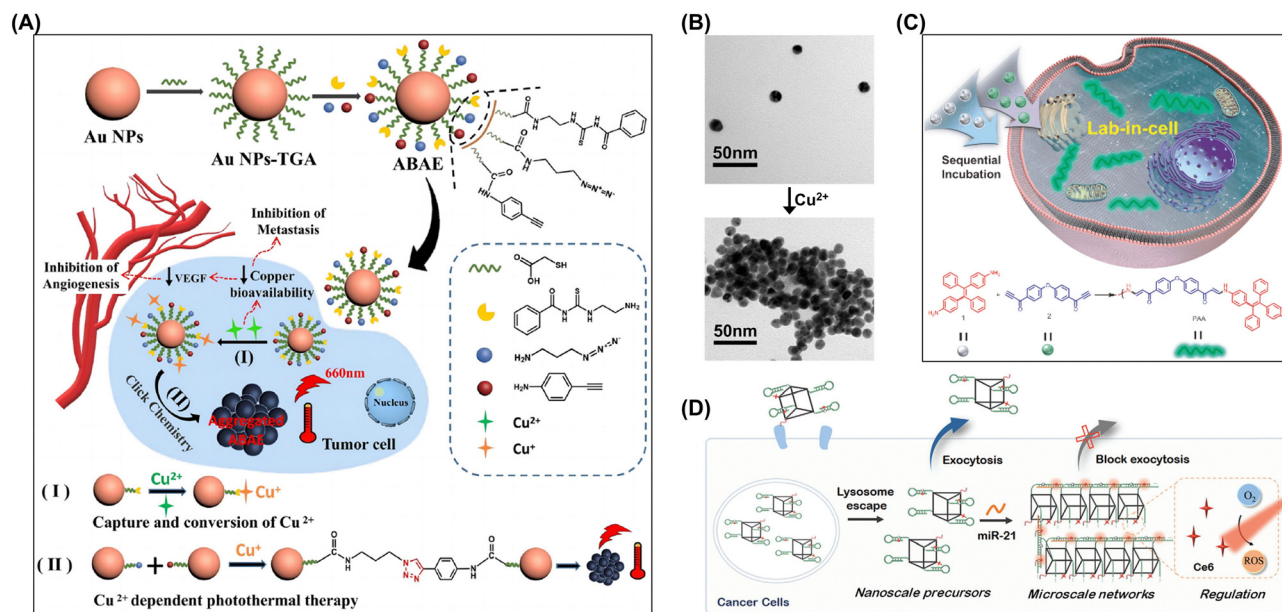 (A)
Au NPs
Au NPs-TGA
ABAE
Inhibition of
Metastasis
Inhibition of
Angiogenesis
VEGF
Copper
bioavailability
(I)
(II)
Click Chemistry
Aggregated
ABAE
660nm
Nucleus
Tumor cell
Cu²⁺
Cu⁺
( I )
Cu²⁺
Cu⁺
Capture and conversion of Cu²⁺
( II )
Cu⁺
Cu²⁺ dependent photothermal therapy
(B)
50nm
Cu²⁺
50nm
(C)
Sequential
Incubation
Lab-in-cell
1
+
2
PAA
(D)
Exocytosis
Block exocytosis
Lysosome
escape
miR-21
O₂
Ce6
ROS
Cancer Cells
Nanoscale precursors
Microscale networks
Regulation